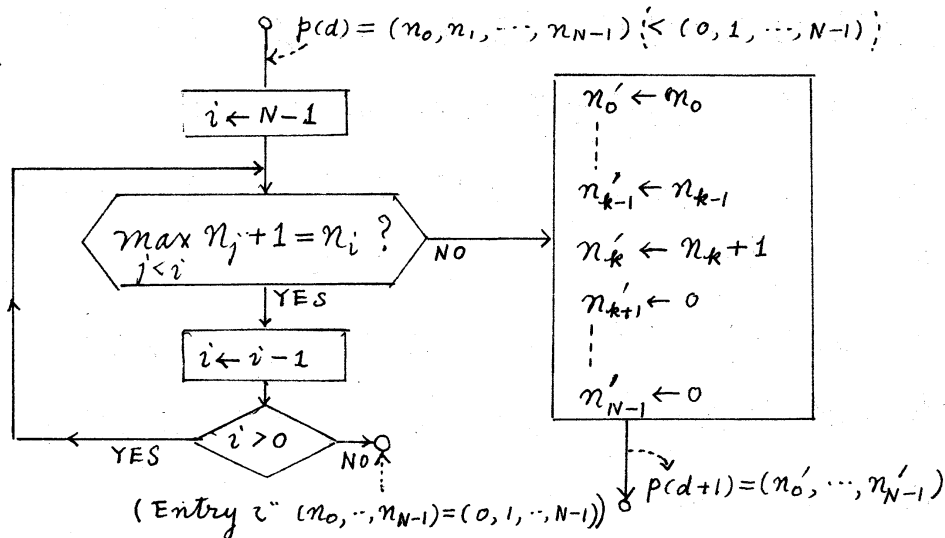 p(d) = (n₀, n₁, ⋯, n_{N-1}) (< (0, 1, ⋯, N-1))
i ← N-1
max n_j + 1 = n_i ?
j<i
NO
YES
i ← i-1
i > 0
YES
NO
(Entry i" (n₀, ⋅⋅, n_{N-1}) = (0, 1, ⋅⋅, N-1))
n₀′ ← n₀
n′_{k-1} ← n_{k-1}
n′_k ← n_k + 1
n′_{k+1} ← 0
n′_{N-1} ← 0
p(d+1) = (n₀′, ⋯, n′_{N-1})